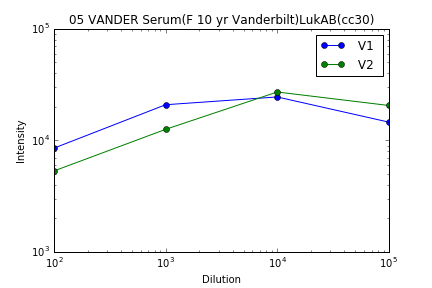 05 VANDER Serum(F 10 yr Vanderbilt)LukAB(cc30)
V1
V2
Intensity
10^5
10^4
10^3
10^2 10^3 10^4 10^5
Dilution